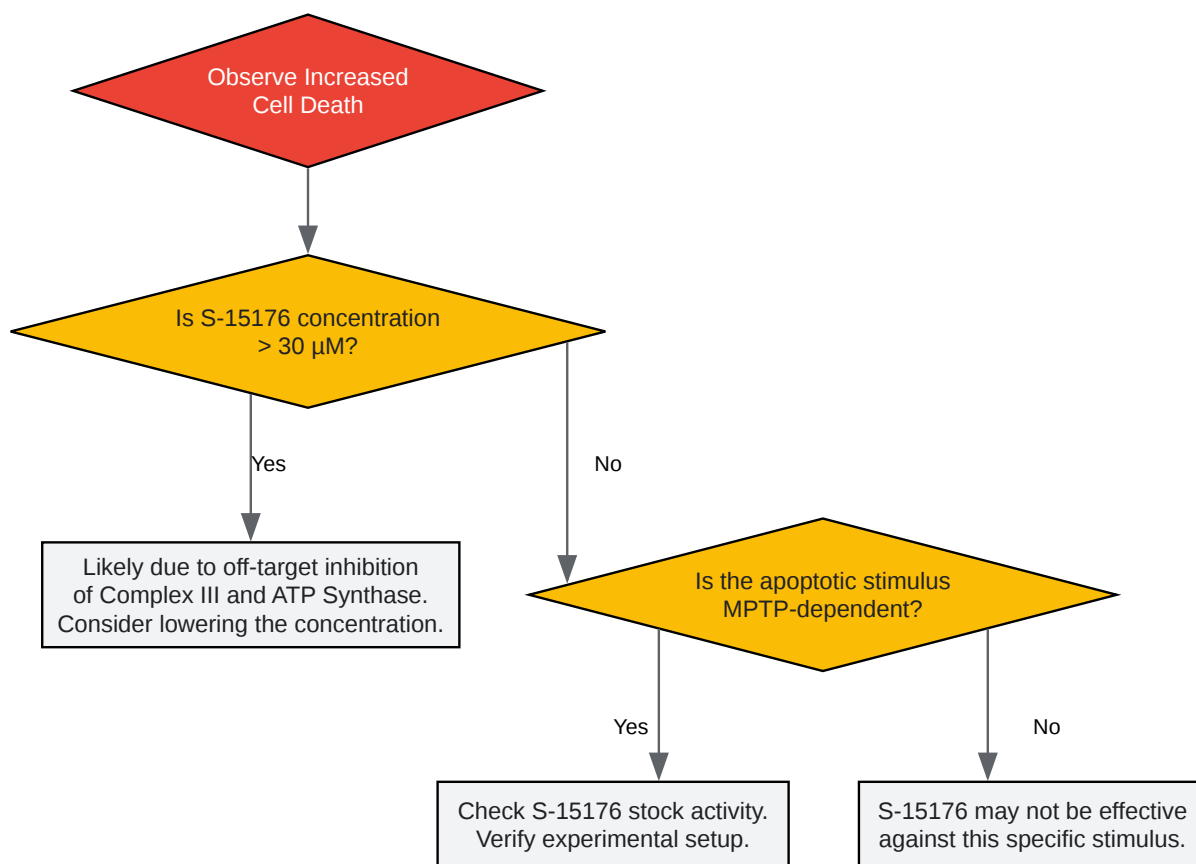 Observe Increased
Cell Death
Is S-15176 concentration
> 30 µM?
Yes
No
Likely due to off-target inhibition
of Complex III and ATP Synthase.
Consider lowering the concentration.
Is the apoptotic stimulus
MPTP-dependent?
Yes
No
Check S-15176 stock activity.
Verify experimental setup.
S-15176 may not be effective
against this specific stimulus.